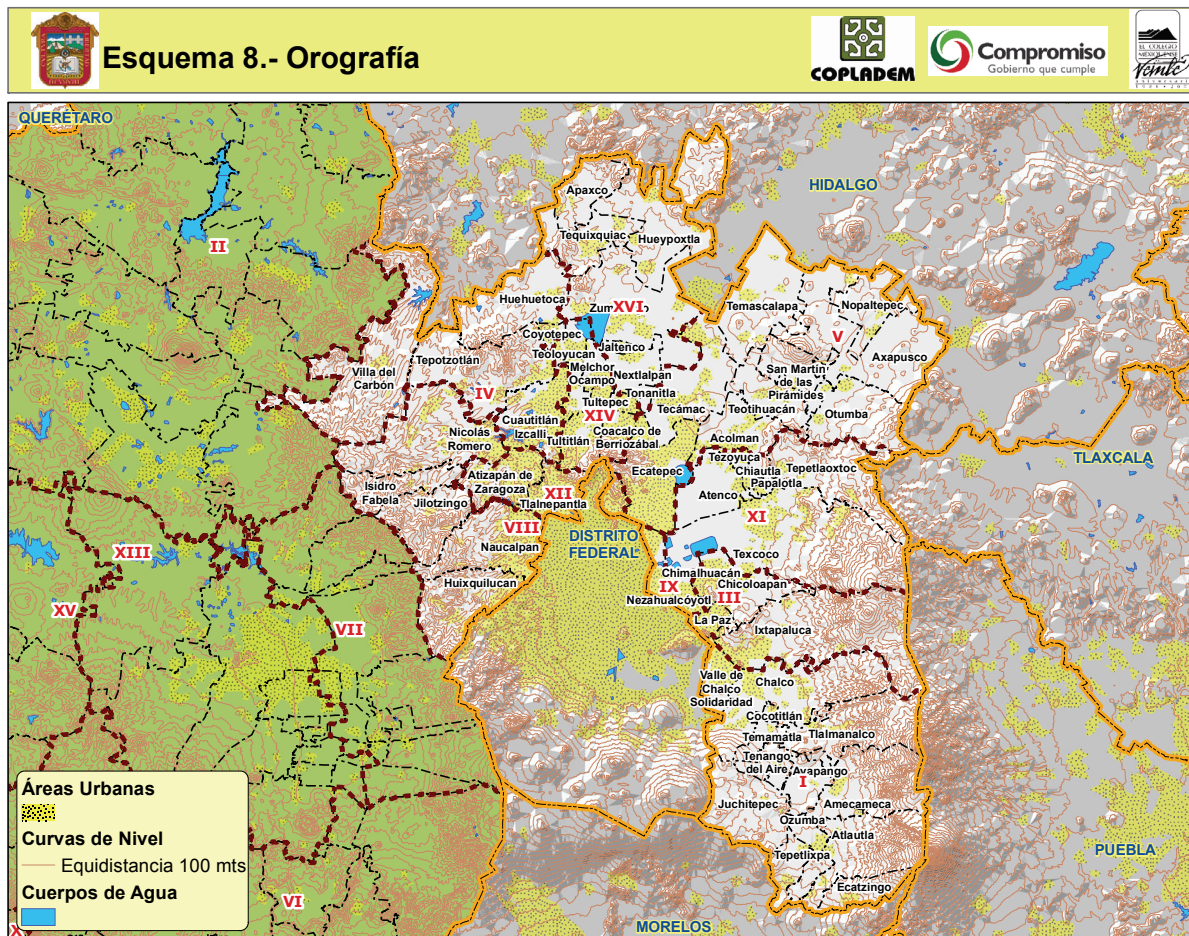 Esquema 8.- Orografía
COPLADEM
Compromiso
Gobierno que cumple
EL COLEGIO
MEXIQUENSE
QUERÉTARO
HIDALGO
II
Apaxco
Tequixquiac
Hueypoxtla
Huehuetoca
XVI
Temascalapa
Nopaltepec
Coyotepec
Jaltenco
V
Teoloyucan
Axapusco
Tepotzotlán
Melchor
Ocampo
Nextlalpan
San Martín
de las
Pirámides
Villa del
Carbón
IV
Tonanitla
Tultepec
XIV
Tecámac
Teotihuacán
Otumba
Cuautitlán
Izcalli
Nicolás
Romero
Tultitlán
Coacalco de
Berriozábal
Acolman
Tezoyuca
TLAXCALA
Ecatepec
Chiautla
Papalotla
Tepetlaoxtoc
Atizapán de
Zaragoza
Isidro
Fabela
Jilotzingo
XII
Tlalnepantla
Atenco
XI
VIII
DISTRITO
FEDERAL
Naucalpan
XIII
Texcoco
Chimalhuacán
Huixquilucan
IX
Chicoloapan
Nezahualcóyotl
III
XV
VII
La Paz
Ixtapaluca
Valle de
Chalco
Solidaridad
Chalco
Cocotitlán
Temamatla
Tlalmanalco
Tenango
del Aire
Ayapango
I
Juchitepec
Amecameca
Ozumba
Atlautla
Tepetlixpa
PUEBLA
Ecatzingo
MORELOS
VI
Áreas Urbanas
Curvas de Nivel
Equidistancia 100 mts
Cuerpos de Agua